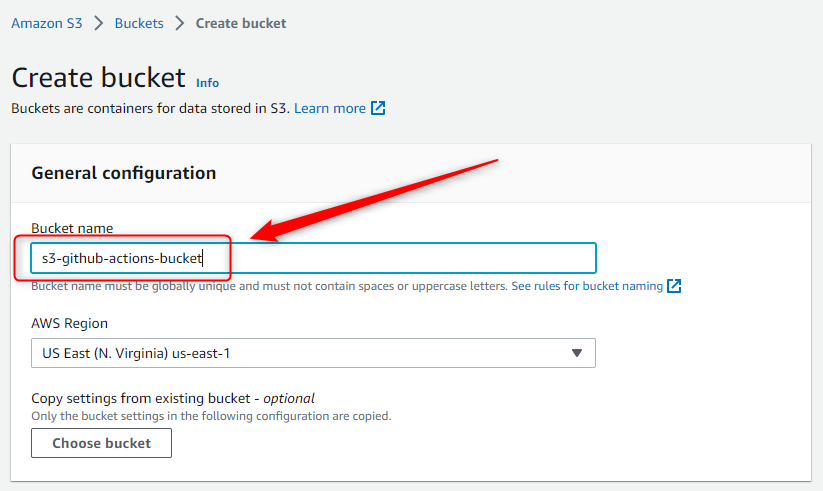 Amazon S3 > Buckets > Create bucket
Create bucket Info
Buckets are containers for data stored in S3. Learn more
General configuration
Bucket name
s3-github-actions-bucket
Bucket name must be globally unique and must not contain spaces or uppercase letters. See rules for bucket naming
AWS Region
US East (N. Virginia) us-east-1
Copy settings from existing bucket - optional
Only the bucket settings in the following configuration are copied.
Choose bucket